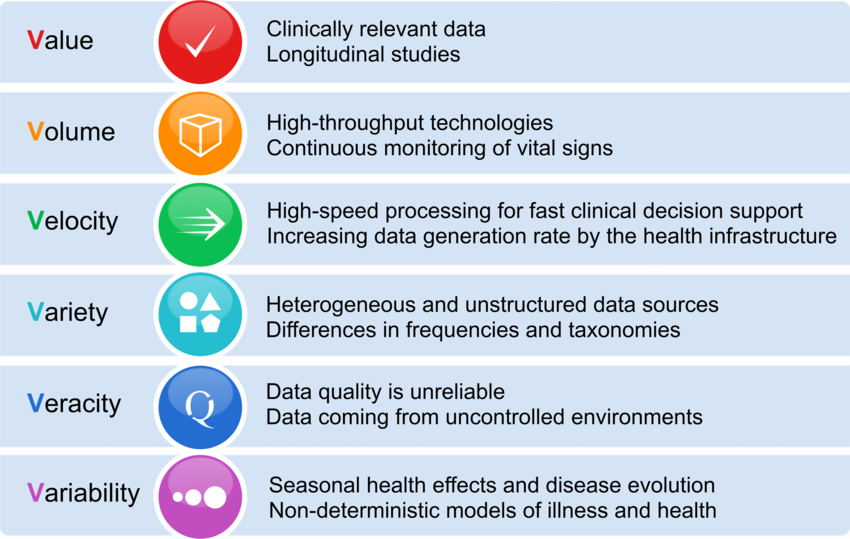 Value
Clinically relevant data
Longitudinal studies
Volume
High-throughput technologies
Continuous monitoring of vital signs
Velocity
High-speed processing for fast clinical decision support
Increasing data generation rate by the health infrastructure
Variety
Heterogeneous and unstructured data sources
Differences in frequencies and taxonomies
Veracity
Q
Data quality is unreliable
Data coming from uncontrolled environments
Variability
Seasonal health effects and disease evolution
Non-deterministic models of illness and health